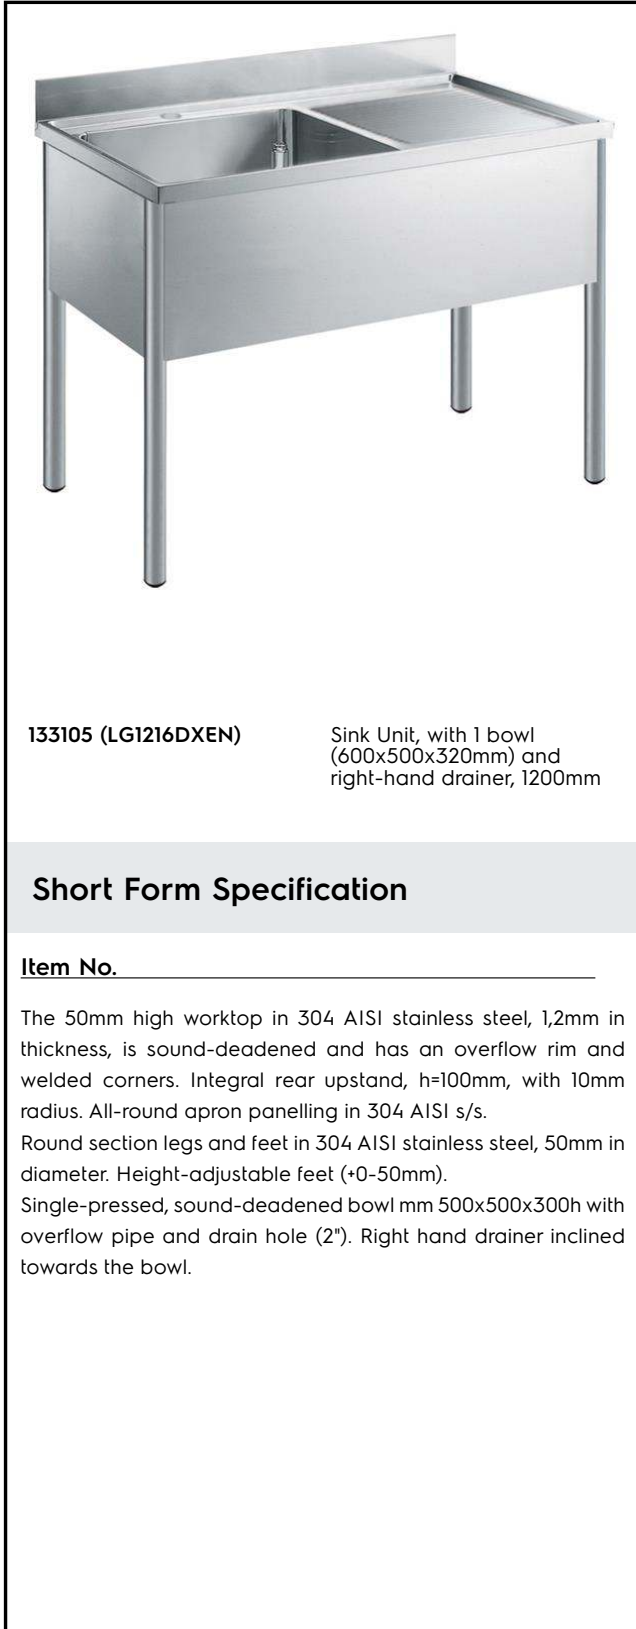 133105 (LG1216DXEN)
Sink Unit, with 1 bowl
(600x500x320mm) and
right-hand drainer, 1200mm
Short Form Specification
Item No.
The 50mm high worktop in 304 AISI stainless steel, 1,2mm in
thickness, is sound-deadened and has an overflow rim and
welded corners. Integral rear upstand, h=100mm, with 10mm
radius. All-round apron panelling in 304 AISI s/s.
Round section legs and feet in 304 AISI stainless steel, 50mm in
diameter. Height-adjustable feet (+0-50mm).
Single-pressed, sound-deadened bowl mm 500x500x300h with
overflow pipe and drain hole (2"). Right hand drainer inclined
towards the bowl.